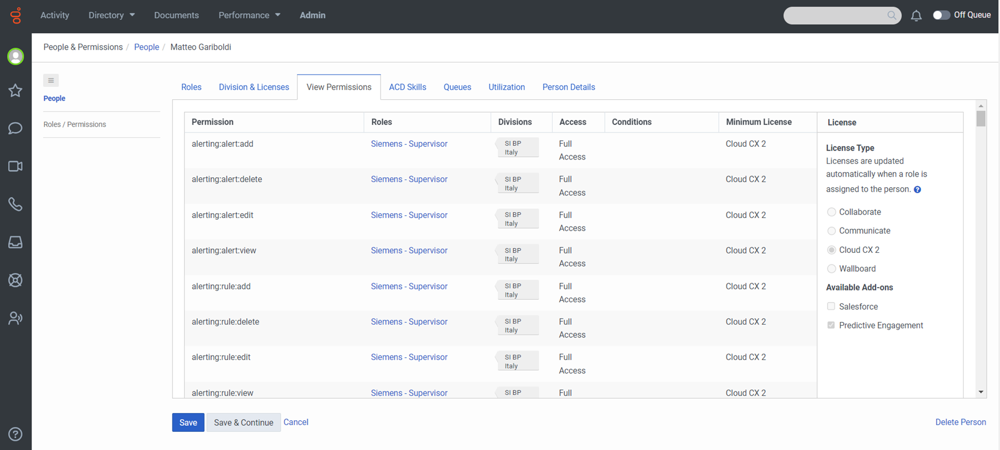 Activity Directory Documents Performance Admin Off Queue
People & Permissions / People / Matteo Gariboldi
People
Roles / Permissions
Roles Division & Licenses View Permissions ACD Skills Queues Utilization Person Details
Permission Roles Divisions Access Conditions Minimum License License
alerting:alert:add Siemens - Supervisor SI BP Italy Full Access Cloud CX 2
alerting:alert:delete Siemens - Supervisor SI BP Italy Full Access Cloud CX 2
alerting:alert:edit Siemens - Supervisor SI BP Italy Full Access Cloud CX 2
alerting:alert:view Siemens - Supervisor SI BP Italy Full Access Cloud CX 2
alerting:rule:add Siemens - Supervisor SI BP Italy Full Access Cloud CX 2
alerting:rule:delete Siemens - Supervisor SI BP Italy Full Access Cloud CX 2
alerting:rule:edit Siemens - Supervisor SI BP Italy Full Access Cloud CX 2
alerting:rule:view Siemens - Supervisor SI BP Full Cloud CX 2
License Type
Licenses are updated
automatically when a role is
assigned to the person. ?
Collaborate
Communicate
Cloud CX 2
Wallboard
Available Add-ons
Salesforce
Predictive Engagement
Save Save & Continue Cancel Delete Person